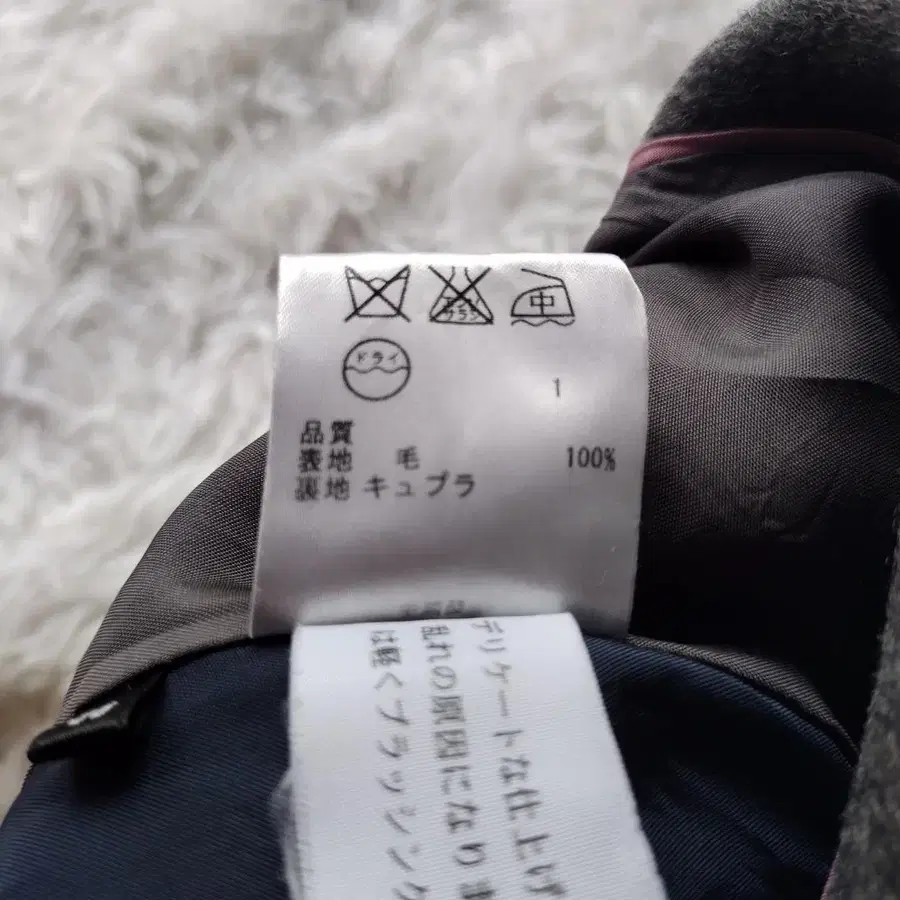 中
ドライ
1
品質
表地 毛 100%
裏地 キュプラ
デリケートな仕上げ
乱れの原因になり
は軽くブラッシング